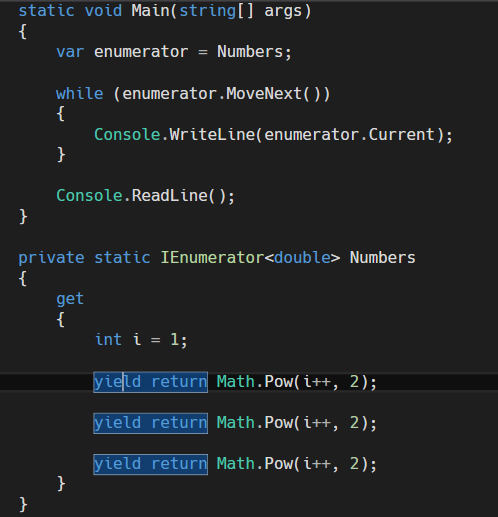 static void Main(string[] args)
{
    var enumerator = Numbers;

    while (enumerator.MoveNext())
    {
        Console.WriteLine(enumerator.Current);
    }

    Console.ReadLine();
}

private static IEnumerator<double> Numbers
{
    get
    {
        int i = 1;

        yield return Math.Pow(i++, 2);

        yield return Math.Pow(i++, 2);

        yield return Math.Pow(i++, 2);
    }
}